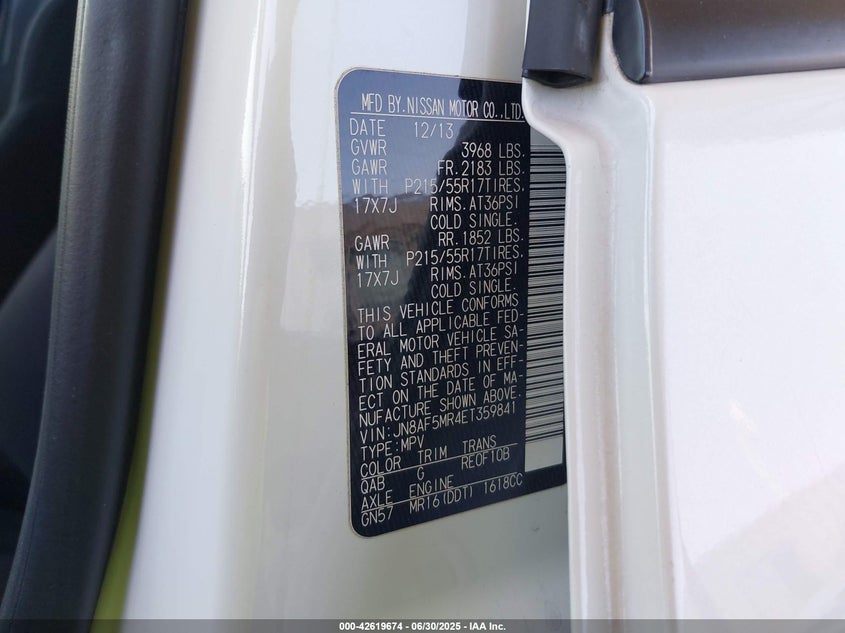 MFD BY.NISSAN MOTOR CO.,LTD.
DATE 12/13
GVWR 3968 LBS.
GAWR FR.2183 LBS.
WITH P215/55R17TIRES.
17X7J RIMS.AT36PSI
COLD SINGLE.
GAWR RR.1852 LBS.
WITH P215/55R17TIRES.
17X7J RIMS.AT36PSI
COLD SINGLE.
THIS VEHICLE CONFORMS
TO ALL APPLICABLE FED-
ERAL MOTOR VEHICLE SA-
FETY AND THEFT PREVEN-
TION STANDARDS IN EFF-
ECT ON THE DATE OF MA-
NUFACTURE SHOWN ABOVE.
VIN:JN8AF5MR4ET359841
TYPE:MPV
COLOR TRIM TRANS
QAB G RE0F10B
AXLE ENGINE
GN57 MR16(DDT) 1618CC
000-42619674 | 06/30/2025 - IAA Inc.